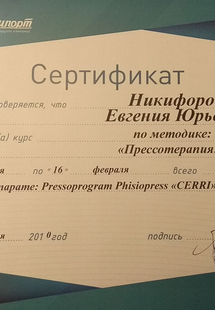 ипорт
Сертификат
оверяется, что
Никифоро
Евгения Юрье
(а) курс
по методике:
«Прессотерапия»
я по «16» февраля всего
парате: Pressoprogram Phisiopress «CERRI»
я 2010 год
подпись